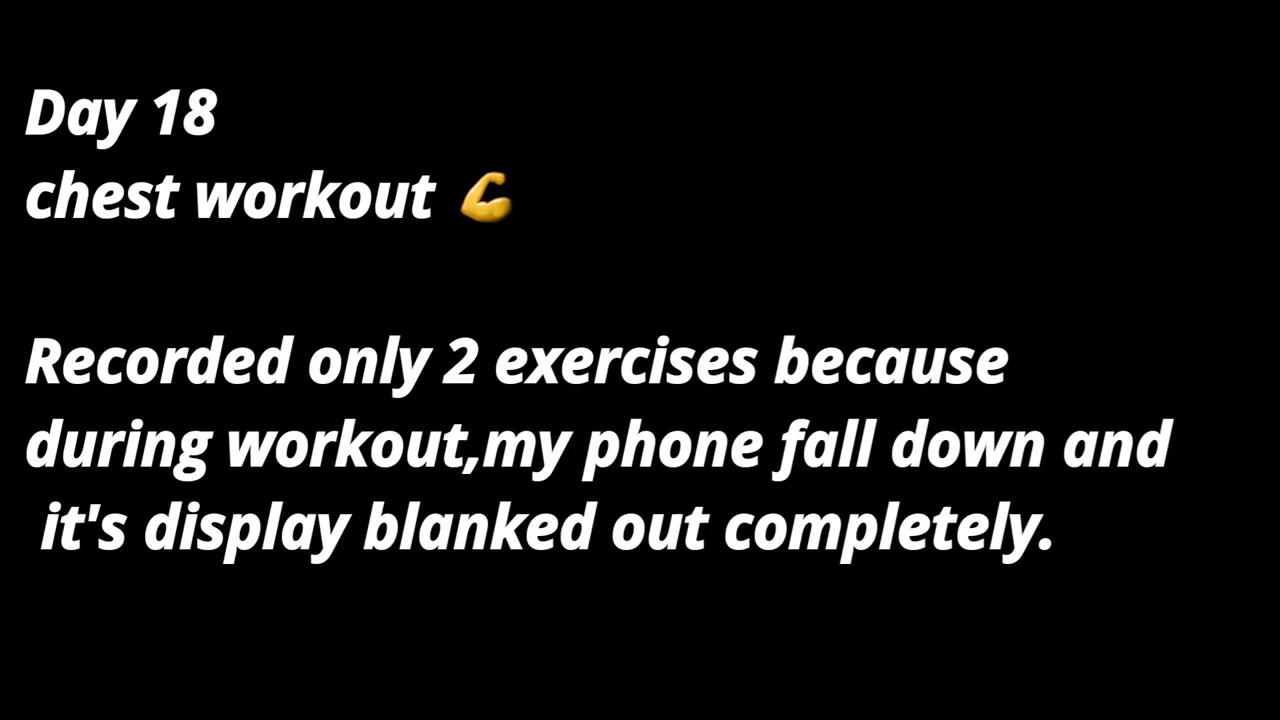 Day 18
chest workout 💪
Recorded only 2 exercises because
during workout,my phone fall down and
it's display blanked out completely.